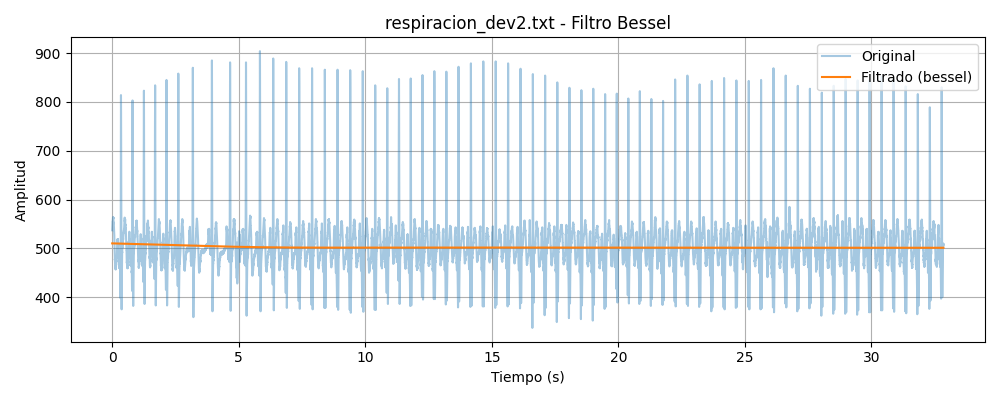 respiracion_dev2.txt - Filtro Bessel
Original
Filtrado (bessel)
900
800
700
600
500
400
Amplitud
0 5 10 15 20 25 30
Tiempo (s)